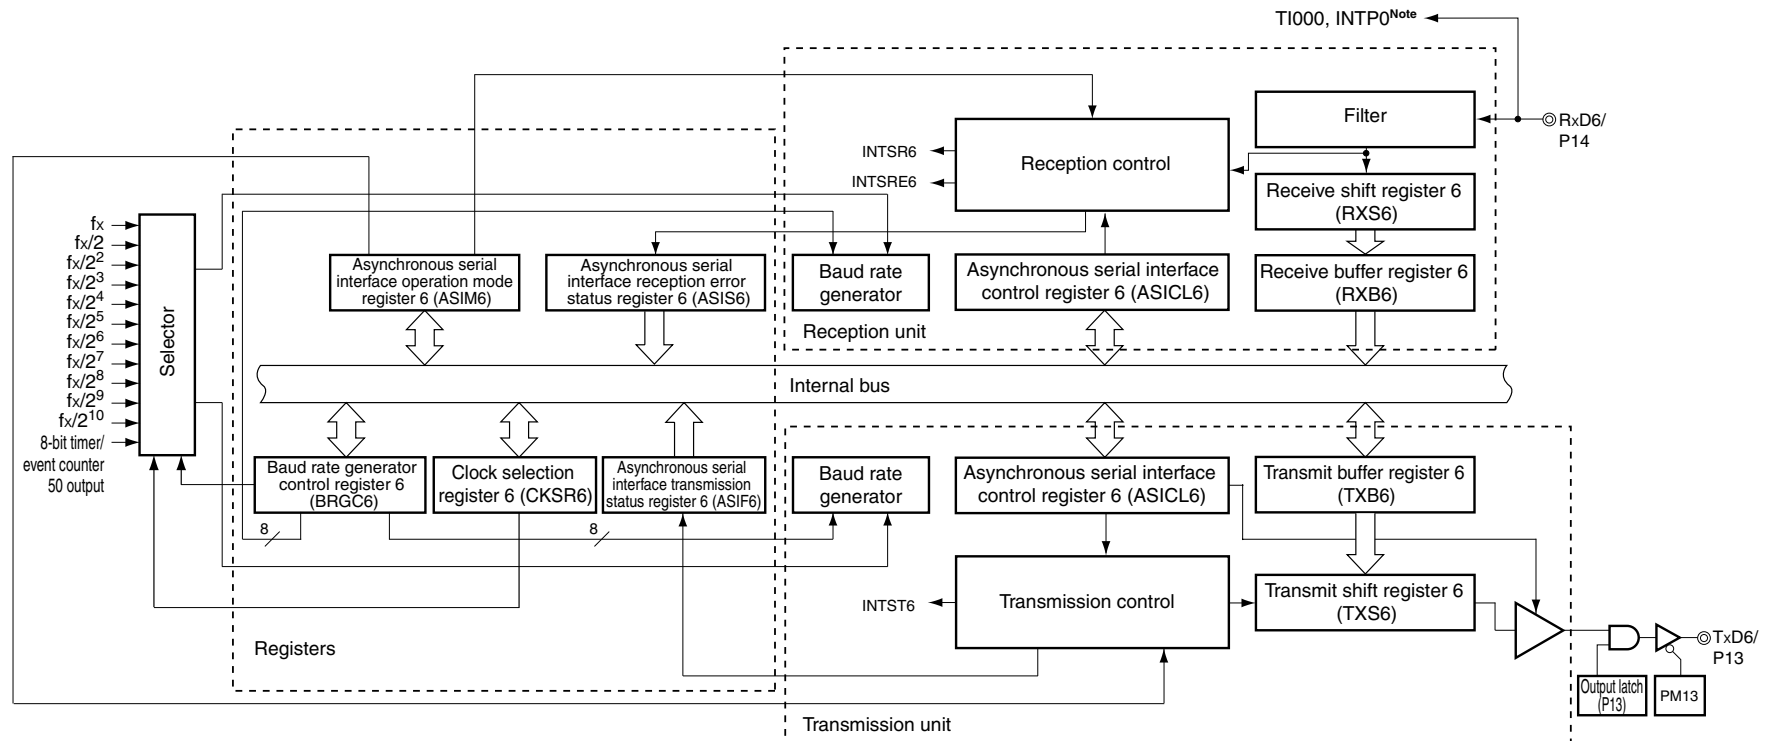 TI000, INTP0Note
Filter
RxD6/
P14
Reception control
INTSR6
INTSRE6
Receive shift register 6
(RXS6)
fX
fX/2
fX/2²
fX/2³
fX/2⁴
fX/2⁵
fX/2⁶
fX/2⁷
fX/2⁸
fX/2⁹
fX/2¹⁰
8-bit timer/
event counter
50 output
Selector
Asynchronous serial
interface operation mode
register 6 (ASIM6)
Asynchronous serial
interface reception error
status register 6 (ASIS6)
Baud rate
generator
Asynchronous serial interface
control register 6 (ASICL6)
Receive buffer register 6
(RXB6)
Reception unit
Internal bus
Baud rate generator
control register 6
(BRGC6)
Clock selection
register 6 (CKSR6)
Asynchronous serial
interface transmission
status register 6 (ASIF6)
Baud rate
generator
Asynchronous serial interface
control register 6 (ASICL6)
Transmit buffer register 6
(TXB6)
8
8
INTST6
Transmission control
Transmit shift register 6
(TXS6)
Registers
TxD6/
P13
Output latch
(P13)
PM13
Transmission unit